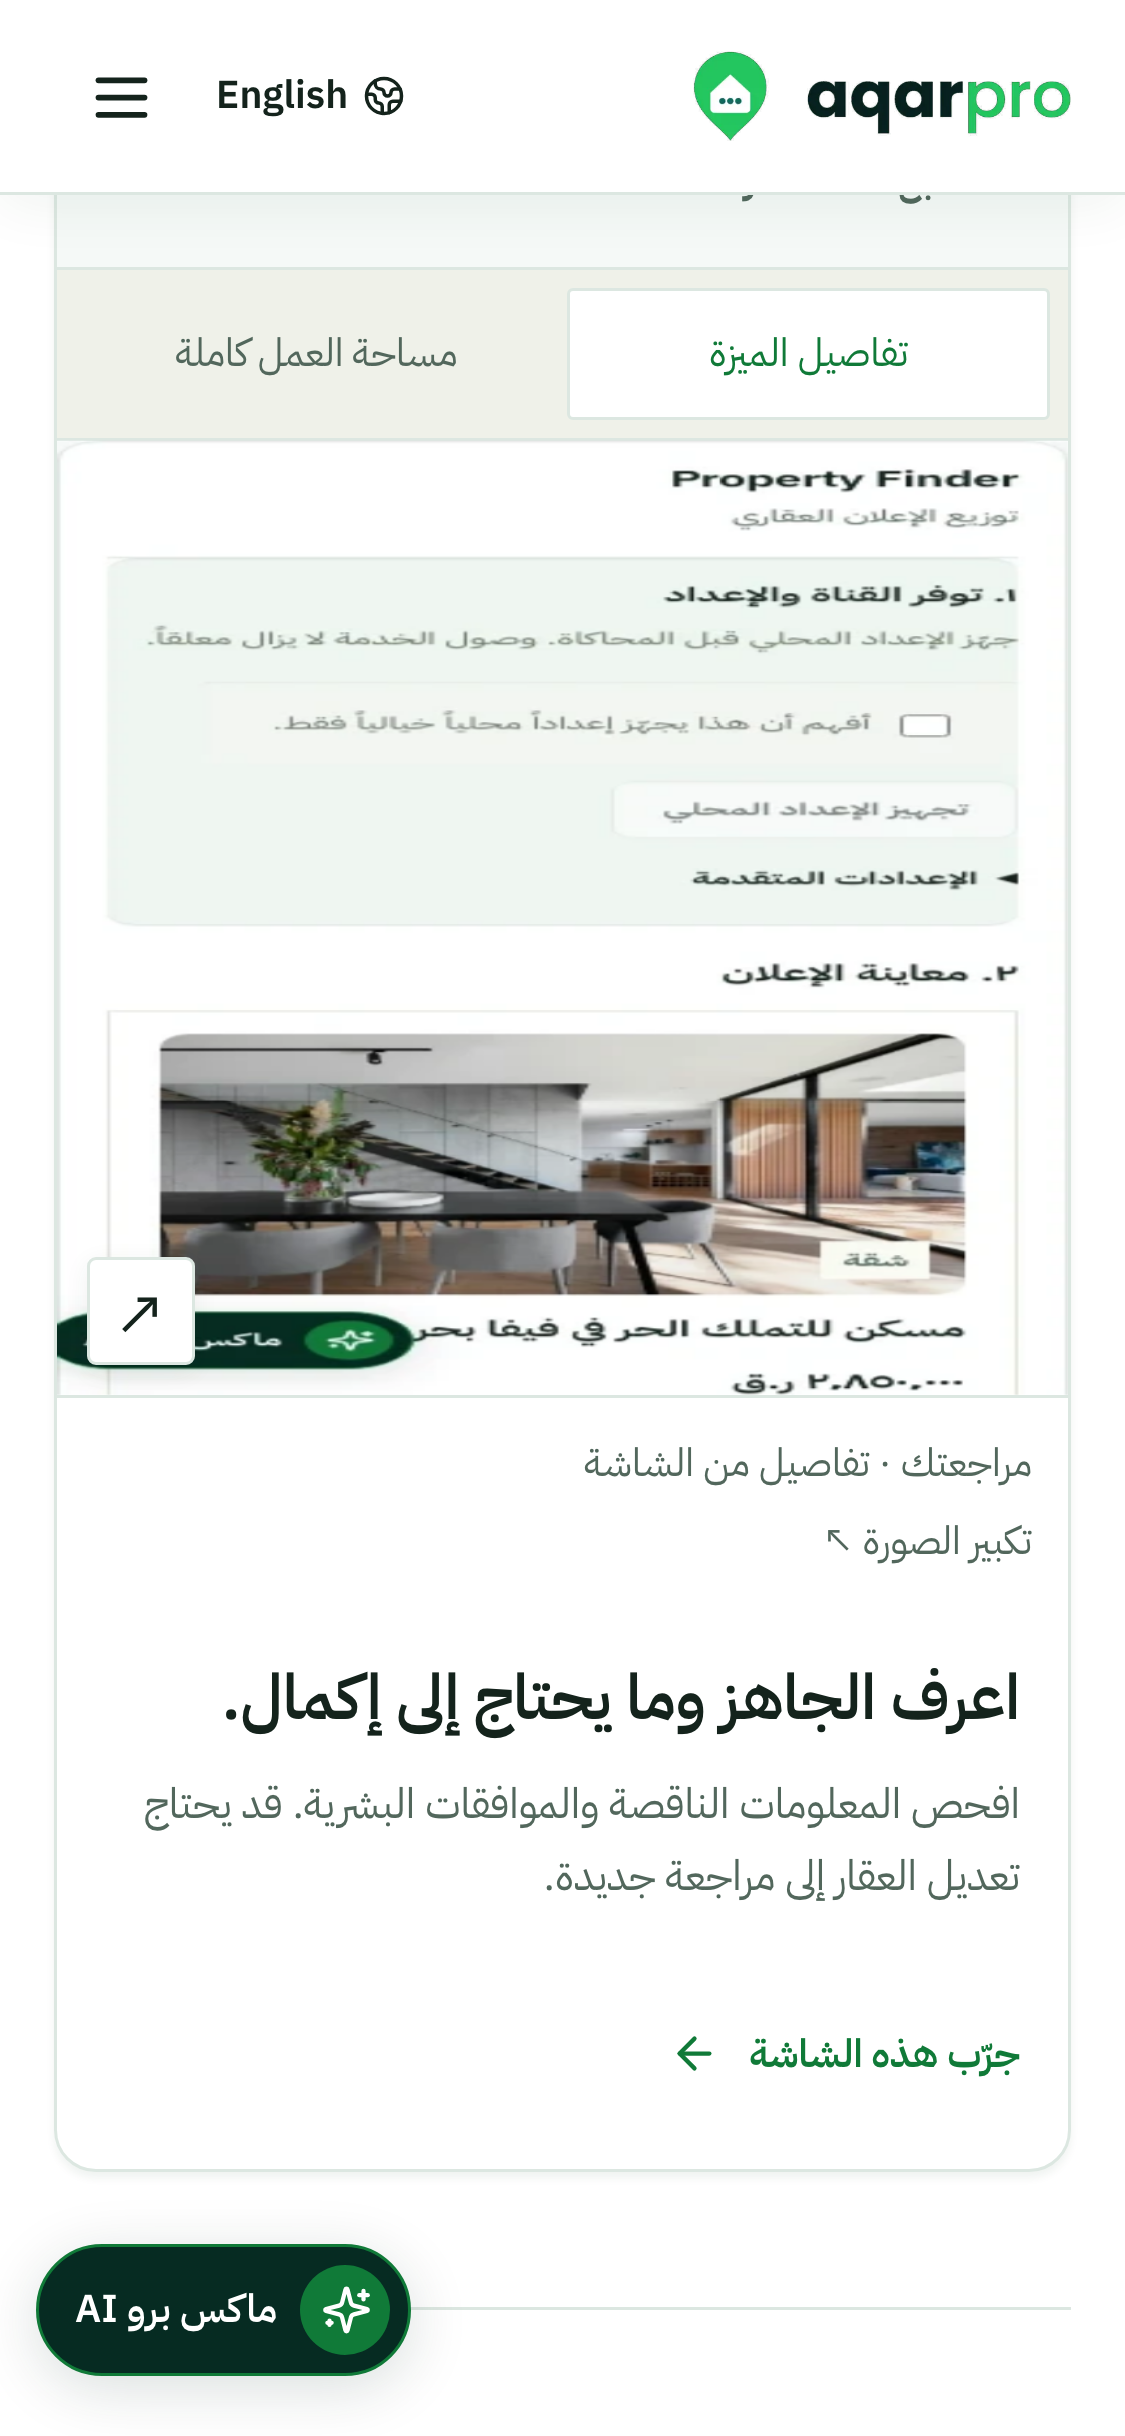 aqarpro
English
تفاصيل الميزة
مساحة العمل كاملة
Property Finder
توزيع الإعلان العقاري
١. توفر القناة والإعداد
جهّز الإعداد المحلي قبل المحاكاة. وصول الخدمة لا يزال معلقاً.
أفهم أن هذا يجهّز إعداداً محلياً خيالياً فقط.
تجهيز الإعداد المحلي
الإعدادات المتقدمة
٢. معاينة الإعلان
شقة
مسكن للتملك الحر في فيفا بحر
ماكس
٢٬٨٥٠٬٠٠٠ ر.ق
مراجعتك · تفاصيل من الشاشة
تكبير الصورة ↖
اعرف الجاهز وما يحتاج إلى إكمال.
افحص المعلومات الناقصة والموافقات البشرية. قد يحتاج
تعديل العقار إلى مراجعة جديدة.
جرّب هذه الشاشة ←
ماكس برو AI